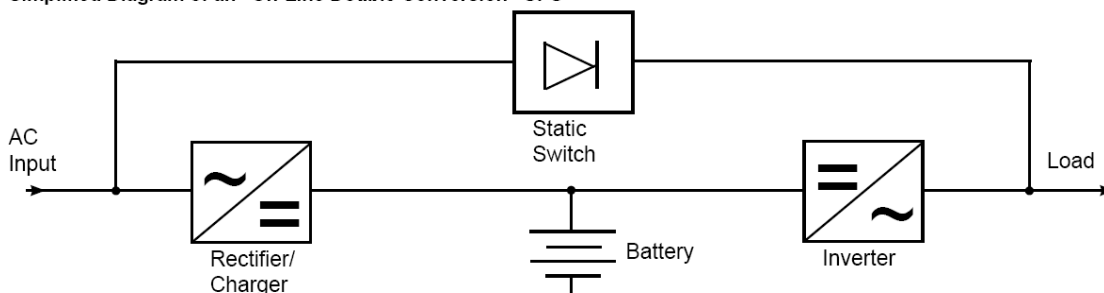 Simplified Diagram of an "On-Line Double Conversion" UPS
Static
Switch
AC
Input
Load
Rectifier/
Charger
Battery
Inverter